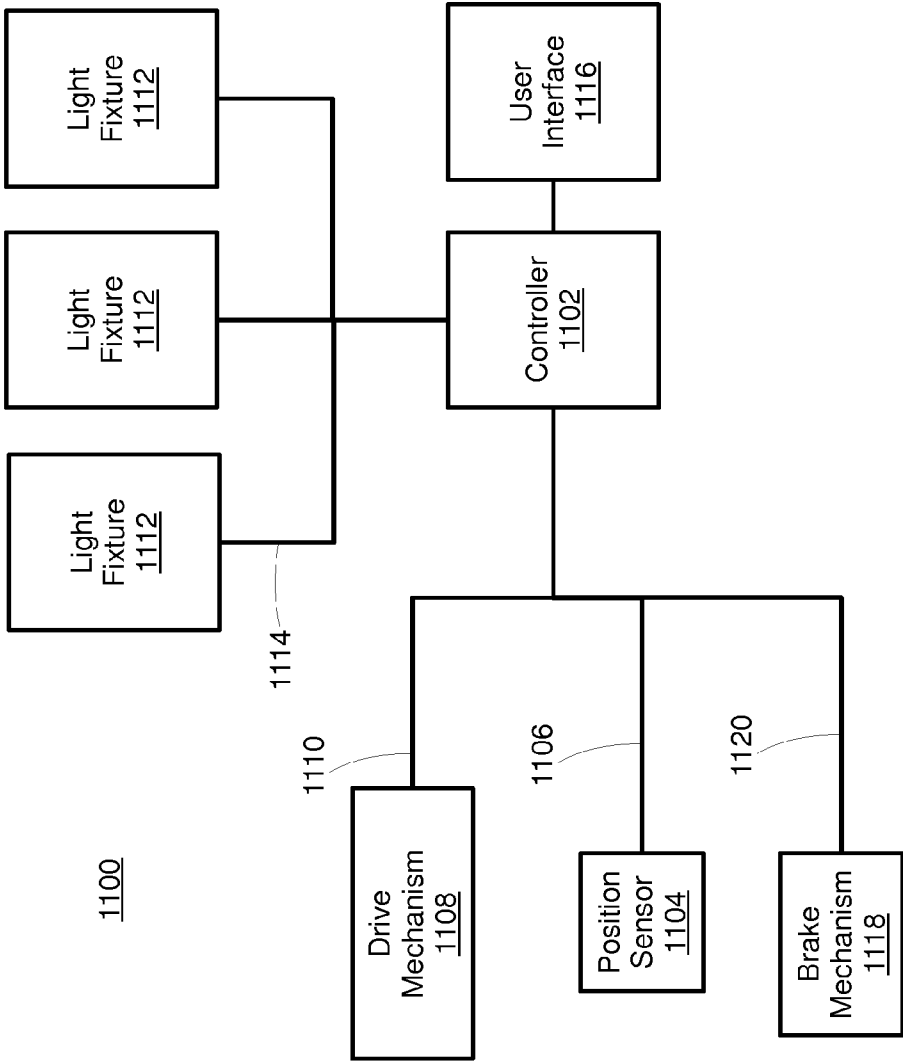 1100
Light
Fixture
1112
Light
Fixture
1112
Light
Fixture
1112
1114
1110
Drive
Mechanism
1108
Controller
1102
User
Interface
1116
1106
Position
Sensor
1104
1120
Brake
Mechanism
1118